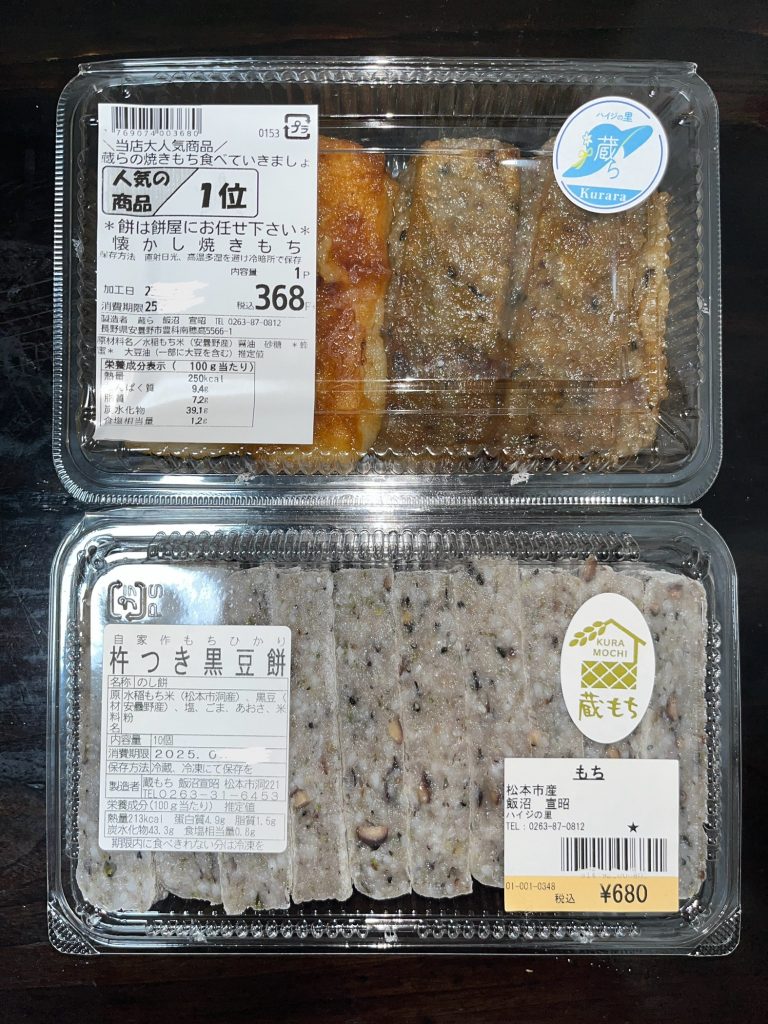 769074003680
0153
プラ
＼当店大人気商品／
蔵らの焼きもち食べていきましょ
人気の
商品
1位
＊餅は餅屋にお任せ下さい＊
懐かし焼きもち
保存方法 直射日光、高温多湿を避け冷暗所で保存
内容量 1P
加工日 2
消費期限25
税込368
製造者 蔵ら 飯沼 宣昭 TEL 0263-87-0812
長野県安曇野市豊科南穂高5566-1
原材料名／水稲もち米（安曇野産）醤油 砂糖
大豆油（一部に大豆を含む）推定値
栄養成分表示（ 100g当たり）
熱量 250kcal
たんぱく質 9.4g
脂質 7.2g
炭水化物 39.1g
食塩相当量 1.2g
ハイジの里
蔵ら
Kurara
PS
自家作もちひかり
杵つき黒豆餅
名称 のし餅
原材料名 水稲もち米（松本市洞産）、黒豆（
安曇野産）、塩、ごま、あおさ、米
粉
内容量 10個
消費期限 2025.0
保存方法 冷蔵、冷凍にて保存を
製造者 蔵もち 飯沼宣昭 松本市洞221
TEL0263-31-6453
栄養成分(100g当たり) 推定値
熱量213kcal 蛋白質4.9g 脂質1.5g
炭水化物43.3g 食塩相当量0.8g
期限内に食べきれない分は冷凍を
KURA
MOCHI
蔵もち
もち
松本市産
飯沼 宣昭
ハイジの里
TEL：0263-87-0812 ★
01-001-0348
税込 ¥680